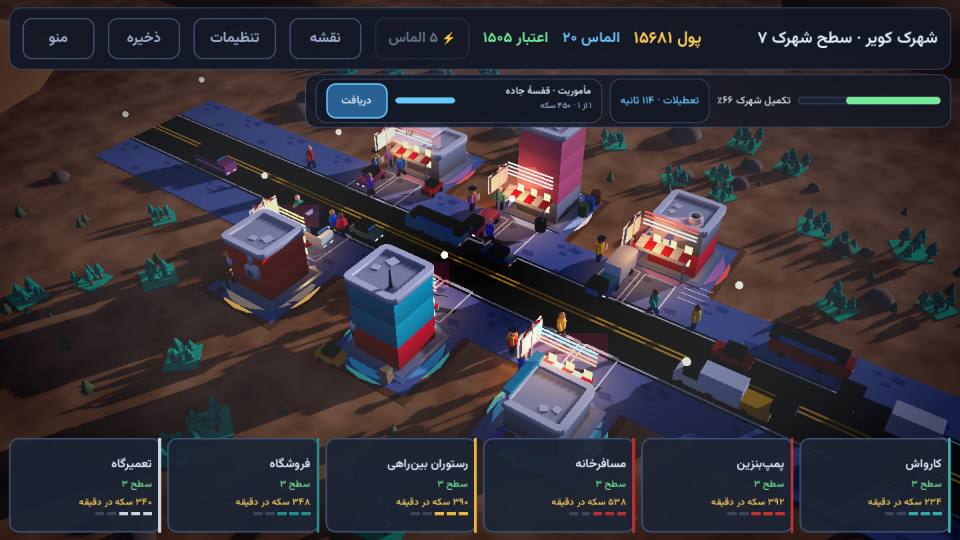 شهرک کویر · سطح شهرک ۷
پول ۱۵۶۸۱
الماس ۲۰
اعتبار ۱۵۰۵
۵ الماس
نقشه
تنظیمات
ذخیره
منو
تکمیل شهرک ۶۶٪
تعطیلات · ۱۱۴ ثانیه
مأموریت · قفسهٔ جاده
۱ از ۱ · ۴۵۰ سکه
دریافت
کارواش
سطح ۳
۲۳۴ سکه در دقیقه
پمپ‌بنزین
سطح ۳
۳۹۲ سکه در دقیقه
مسافرخانه
سطح ۳
۵۳۸ سکه در دقیقه
رستوران بین‌راهی
سطح ۳
۳۹۰ سکه در دقیقه
فروشگاه
سطح ۳
۳۴۸ سکه در دقیقه
تعمیرگاه
سطح ۳
۳۴۰ سکه در دقیقه